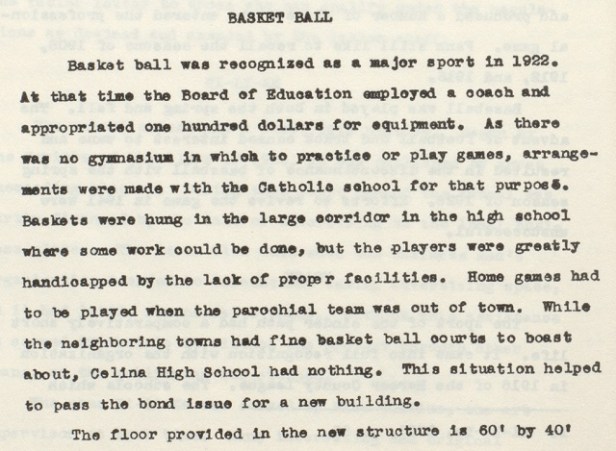 BASKET BALL
Basket ball was recognized as a major sport in 1922.
At that time the Board of Education employed a coach and
appropriated one hundred dollars for equipment. As there
was no gymnasium in which to practice or play games, arrange-
ments were made with the Catholic school for that purpose.
Baskets were hung in the large corridor in the high school
where some work could be done, but the players were greatly
handicapped by the lack of proper facilities. Home games had
to be played when the parochial team was out of town. While
the neighboring towns had fine basket ball courts to boast
about, Celina High School had nothing. This situation helped
to pass the bond issue for a new building.
The floor provided in the new structure is 60' by 40'